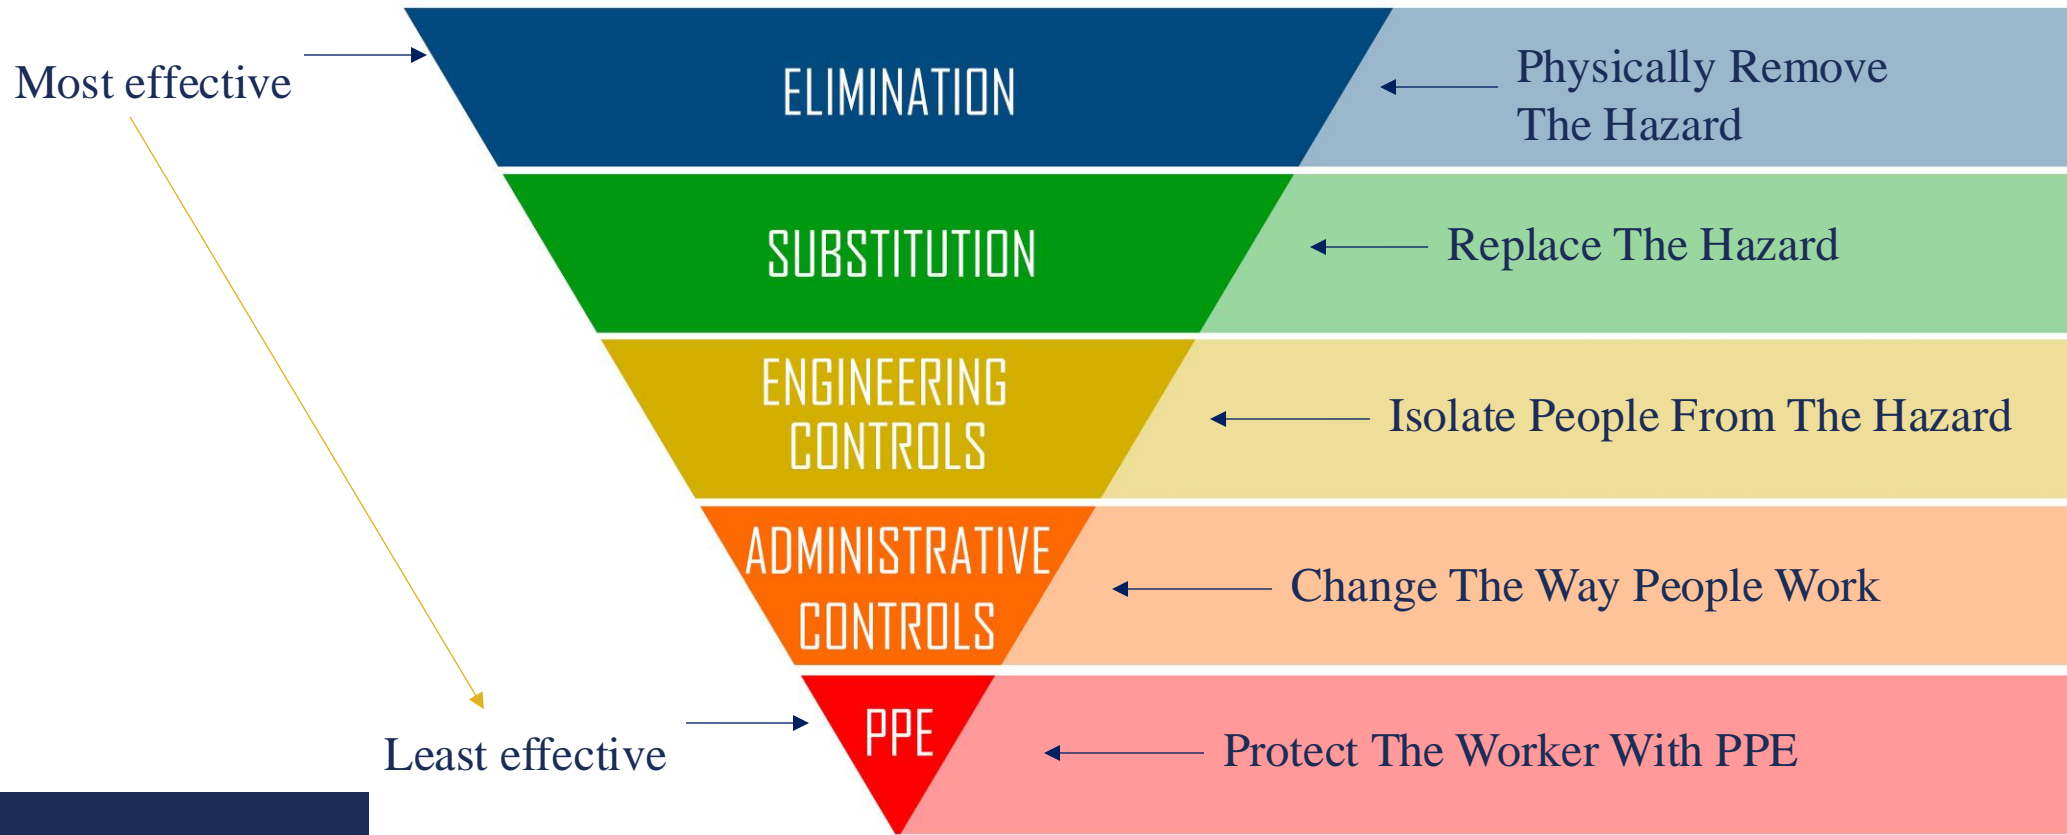 Most effective
ELIMINATION
Physically Remove
The Hazard
SUBSTITUTION
Replace The Hazard
ENGINEERING
CONTROLS
Isolate People From The Hazard
ADMINISTRATIVE
CONTROLS
Change The Way People Work
Least effective
PPE
Protect The Worker With PPE